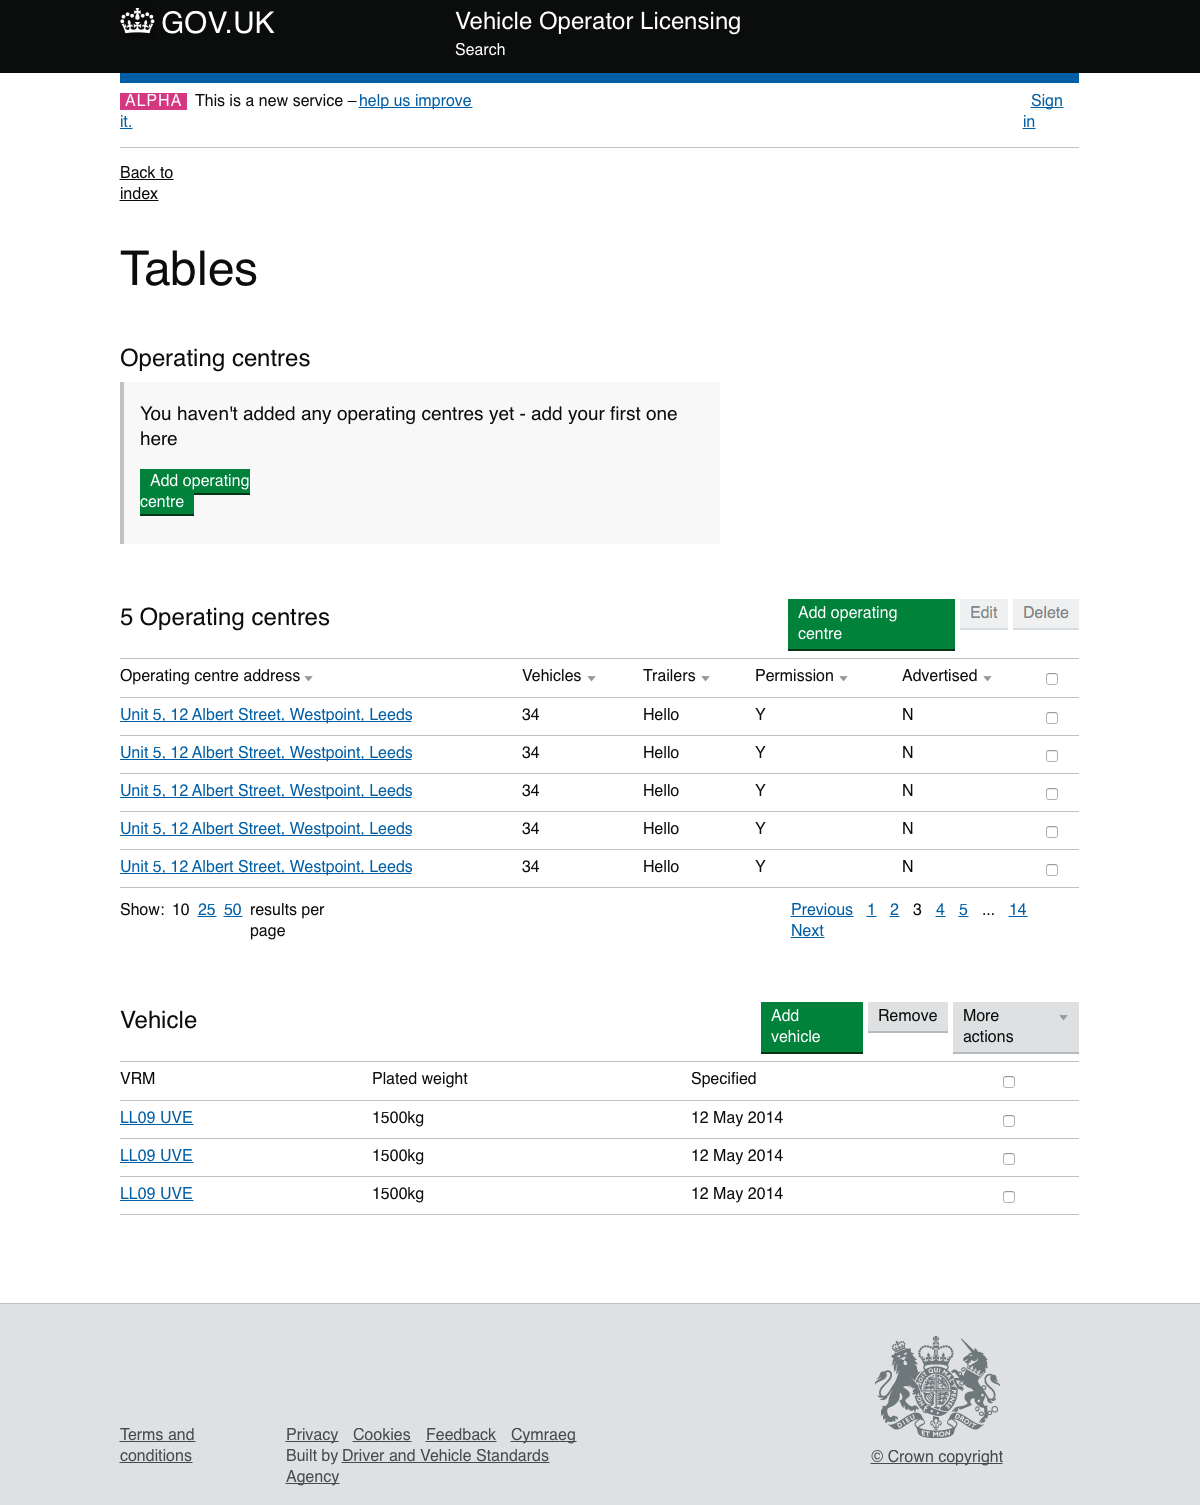 GOV.UK
Vehicle Operator Licensing
Search
ALPHA This is a new service – help us improve it.
Sign in
Back to index
Tables
Operating centres
You haven't added any operating centres yet - add your first one
here
Add operating
centre
5 Operating centres
Add operating
centre
Edit
Delete
Operating centre address Vehicles Trailers Permission Advertised
Unit 5, 12 Albert Street, Westpoint, Leeds 34 Hello Y N
Unit 5, 12 Albert Street, Westpoint, Leeds 34 Hello Y N
Unit 5, 12 Albert Street, Westpoint, Leeds 34 Hello Y N
Unit 5, 12 Albert Street, Westpoint, Leeds 34 Hello Y N
Unit 5, 12 Albert Street, Westpoint, Leeds 34 Hello Y N
Show: 10 25 50 results per
page
Previous 1 2 3 4 5 ... 14
Next
Vehicle
Add
vehicle
Remove
More
actions
VRM Plated weight Specified
LL09 UVE 1500kg 12 May 2014
LL09 UVE 1500kg 12 May 2014
LL09 UVE 1500kg 12 May 2014
Terms and
conditions
Privacy Cookies Feedback Cymraeg
Built by Driver and Vehicle Standards
Agency
DIEU ET MON DROIT
© Crown copyright